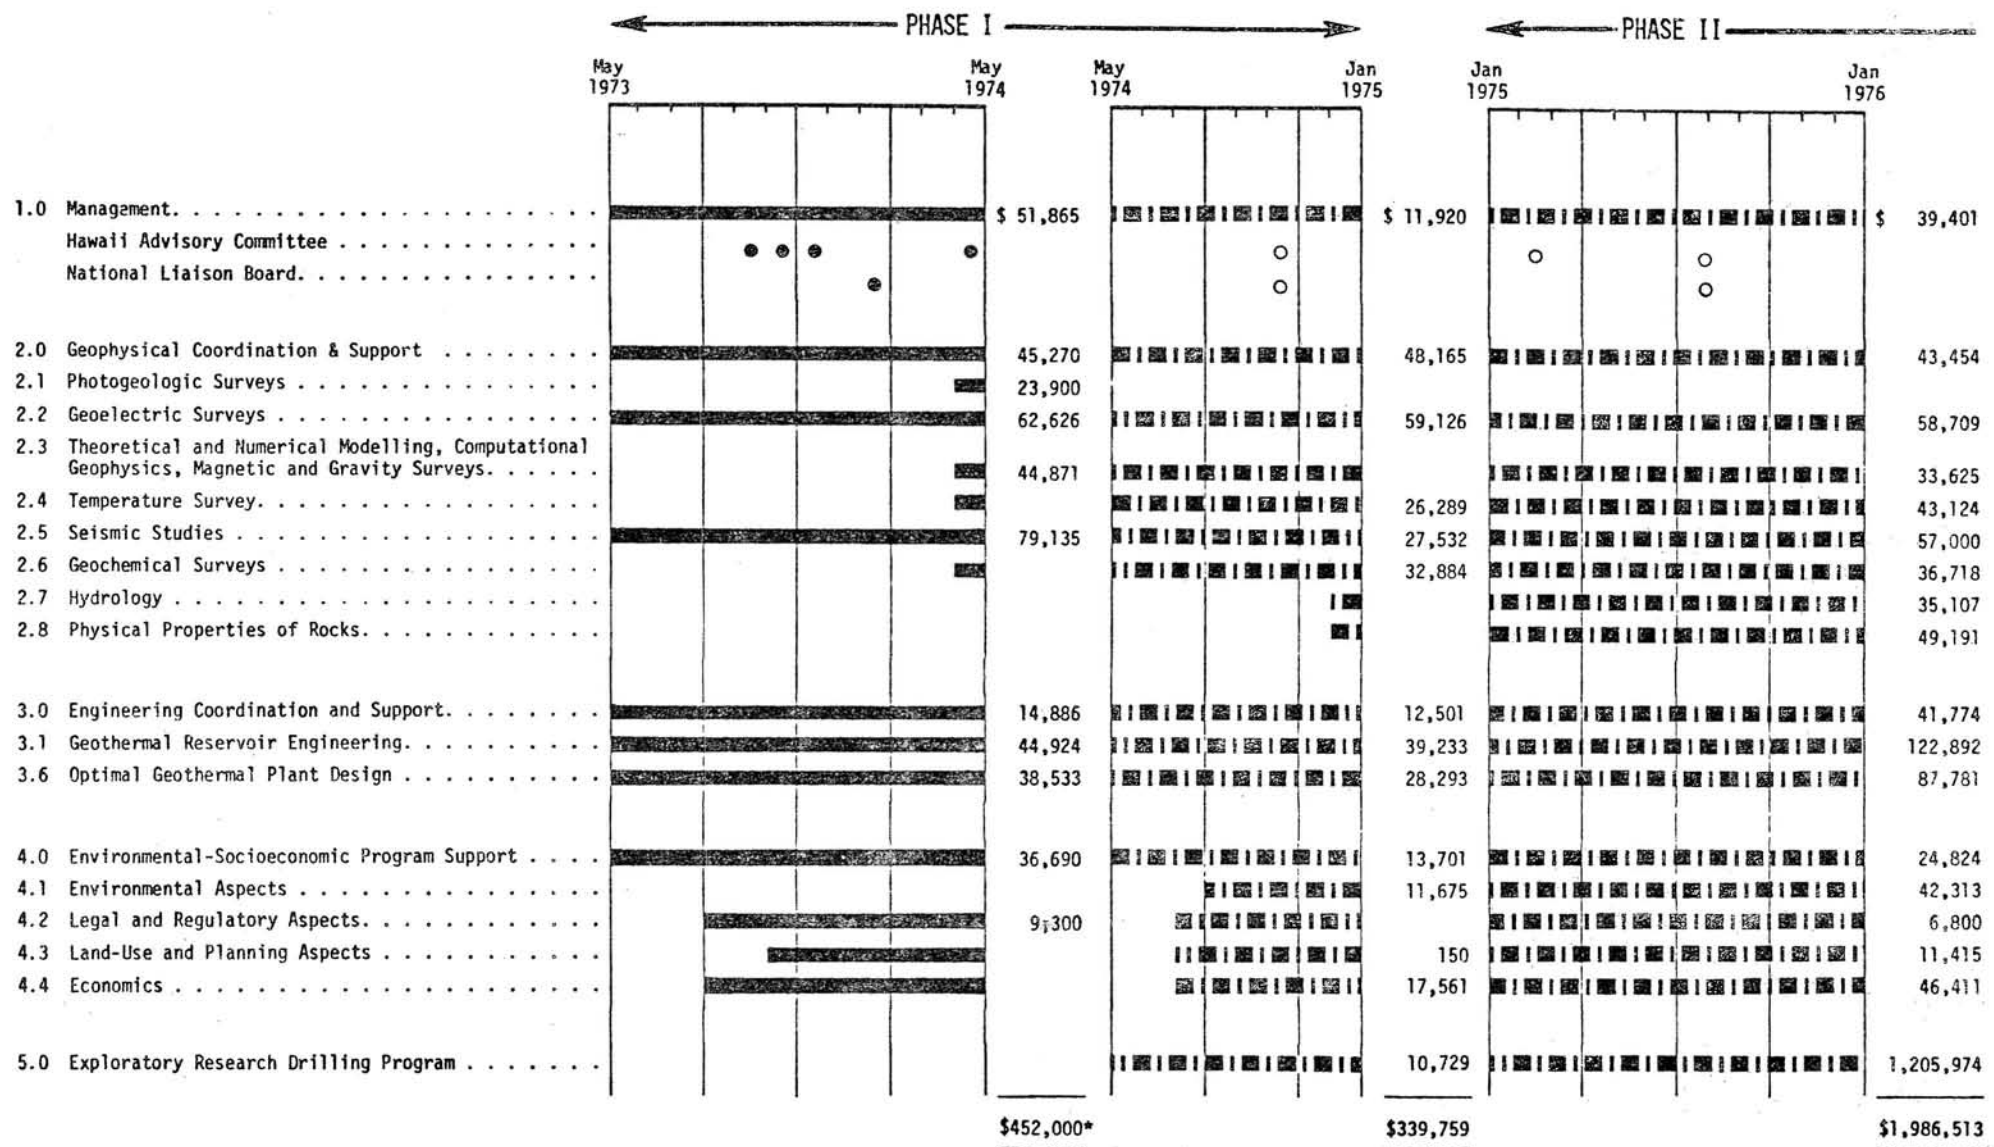 PHASE I PHASE II
May 1973 May 1974 May 1974 Jan 1975 Jan 1975 Jan 1976
1.0 Management. . . . . . . . . . . . . . . . . . . . . $ 51,865 $ 11,920 $ 39,401
Hawaii Advisory Committee . . . . . . . . . . . . .
National Liaison Board. . . . . . . . . . . . . . .
2.0 Geophysical Coordination & Support . . . . . . . . 45,270 48,165 43,454
2.1 Photogeologic Surveys . . . . . . . . . . . . . . . 23,900
2.2 Geoelectric Surveys . . . . . . . . . . . . . . . . 62,626 59,126 58,709
2.3 Theoretical and Numerical Modelling, Computational
Geophysics, Magnetic and Gravity Surveys. . . . . . 44,871 33,625
2.4 Temperature Survey. . . . . . . . . . . . . . . . . 26,289 43,124
2.5 Seismic Studies . . . . . . . . . . . . . . . . . . 79,135 27,532 57,000
2.6 Geochemical Surveys . . . . . . . . . . . . . . . . 32,884 36,718
2.7 Hydrology . . . . . . . . . . . . . . . . . . . . . 35,107
2.8 Physical Properties of Rocks. . . . . . . . . . . . 49,191
3.0 Engineering Coordination and Support. . . . . . . . 14,886 12,501 41,774
3.1 Geothermal Reservoir Engineering. . . . . . . . . . 44,924 39,233 122,892
3.6 Optimal Geothermal Plant Design . . . . . . . . . . 38,533 28,293 87,781
4.0 Environmental-Socioeconomic Program Support . . . . 36,690 13,701 24,824
4.1 Environmental Aspects . . . . . . . . . . . . . . . 11,675 42,313
4.2 Legal and Regulatory Aspects. . . . . . . . . . . . 9,300 6,800
4.3 Land-Use and Planning Aspects . . . . . . . . . . . 150 11,415
4.4 Economics . . . . . . . . . . . . . . . . . . . . . 17,561 46,411
5.0 Exploratory Research Drilling Program . . . . . . . 10,729 1,205,974
$452,000* $339,759 $1,986,513